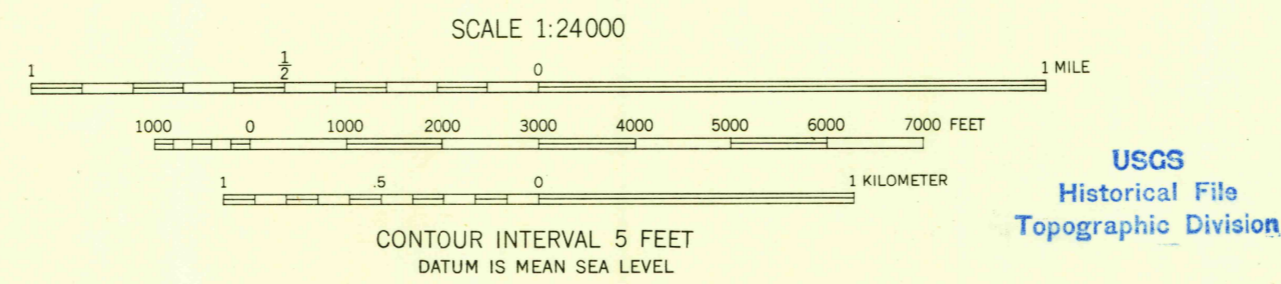 SCALE 1:24000
1 1/2 0 1 MILE
1000 0 1000 2000 3000 4000 5000 6000 7000 FEET
1 .5 0 1 KILOMETER
CONTOUR INTERVAL 5 FEET
DATUM IS MEAN SEA LEVEL
USGS
Historical File
Topographic Division